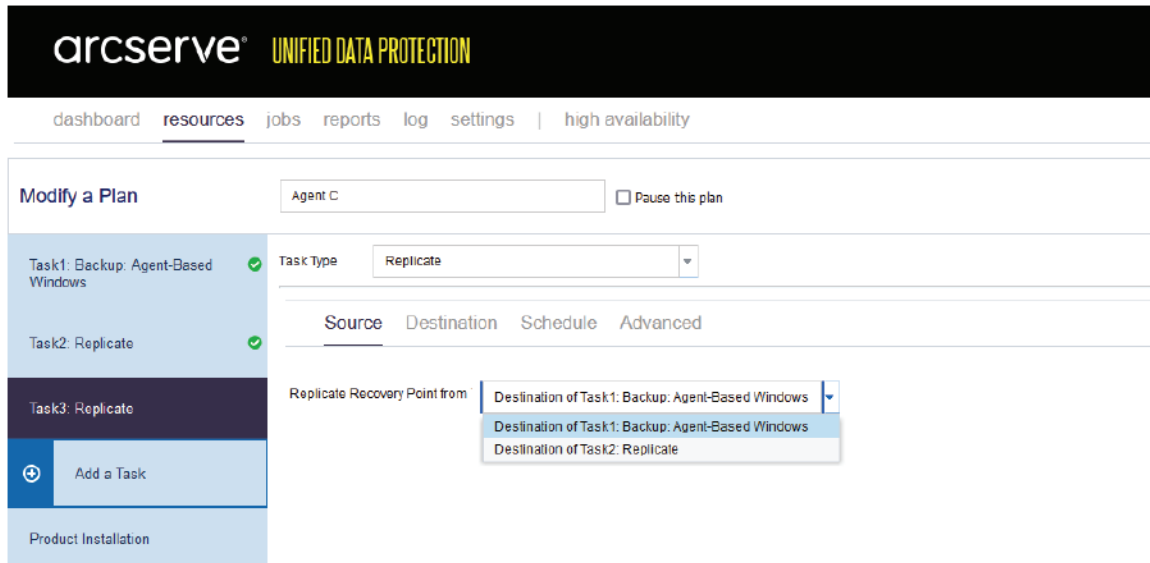 arcserve® UNIFIED DATA PROTECTION
dashboard resources jobs reports log settings | high availability
Modify a Plan
Agent C
Pause this plan
Task1: Backup: Agent-Based
Windows
Task2: Replicate
Task3: Replicate
Add a Task
Product Installation
Task Type
Replicate
Source Destination Schedule Advanced
Replicate Recovery Point from
Destination of Task1: Backup: Agent-Based Windows
Destination of Task1: Backup: Agent-Based Windows
Destination of Task2: Replicate